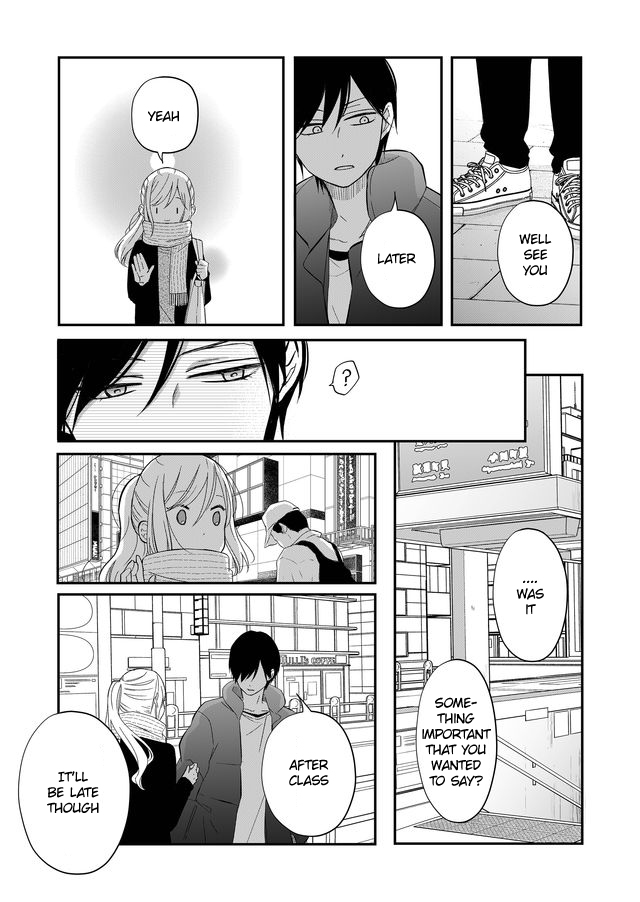 WELL
SEE
YOU
LATER
YEAH
?
....
WAS
IT
SOME-
THING
IMPORTANT
THAT YOU
WANTED
TO SAY?
AFTER
CLASS
IT'LL
BE LATE
THOUGH